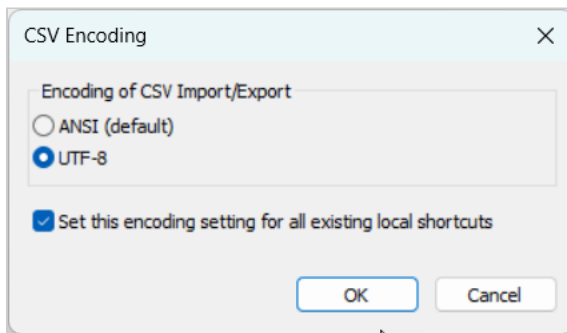 CSV Encoding
Encoding of CSV Import/Export
ANSI (default)
UTF-8
Set this encoding setting for all existing local shortcuts
OK
Cancel